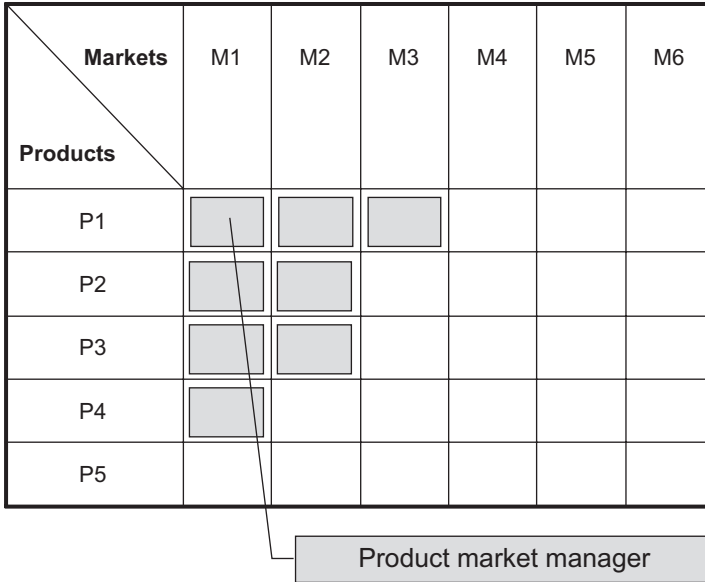 Markets M1 M2 M3 M4 M5 M6
Products
P1
P2
P3
P4
P5
Product market manager